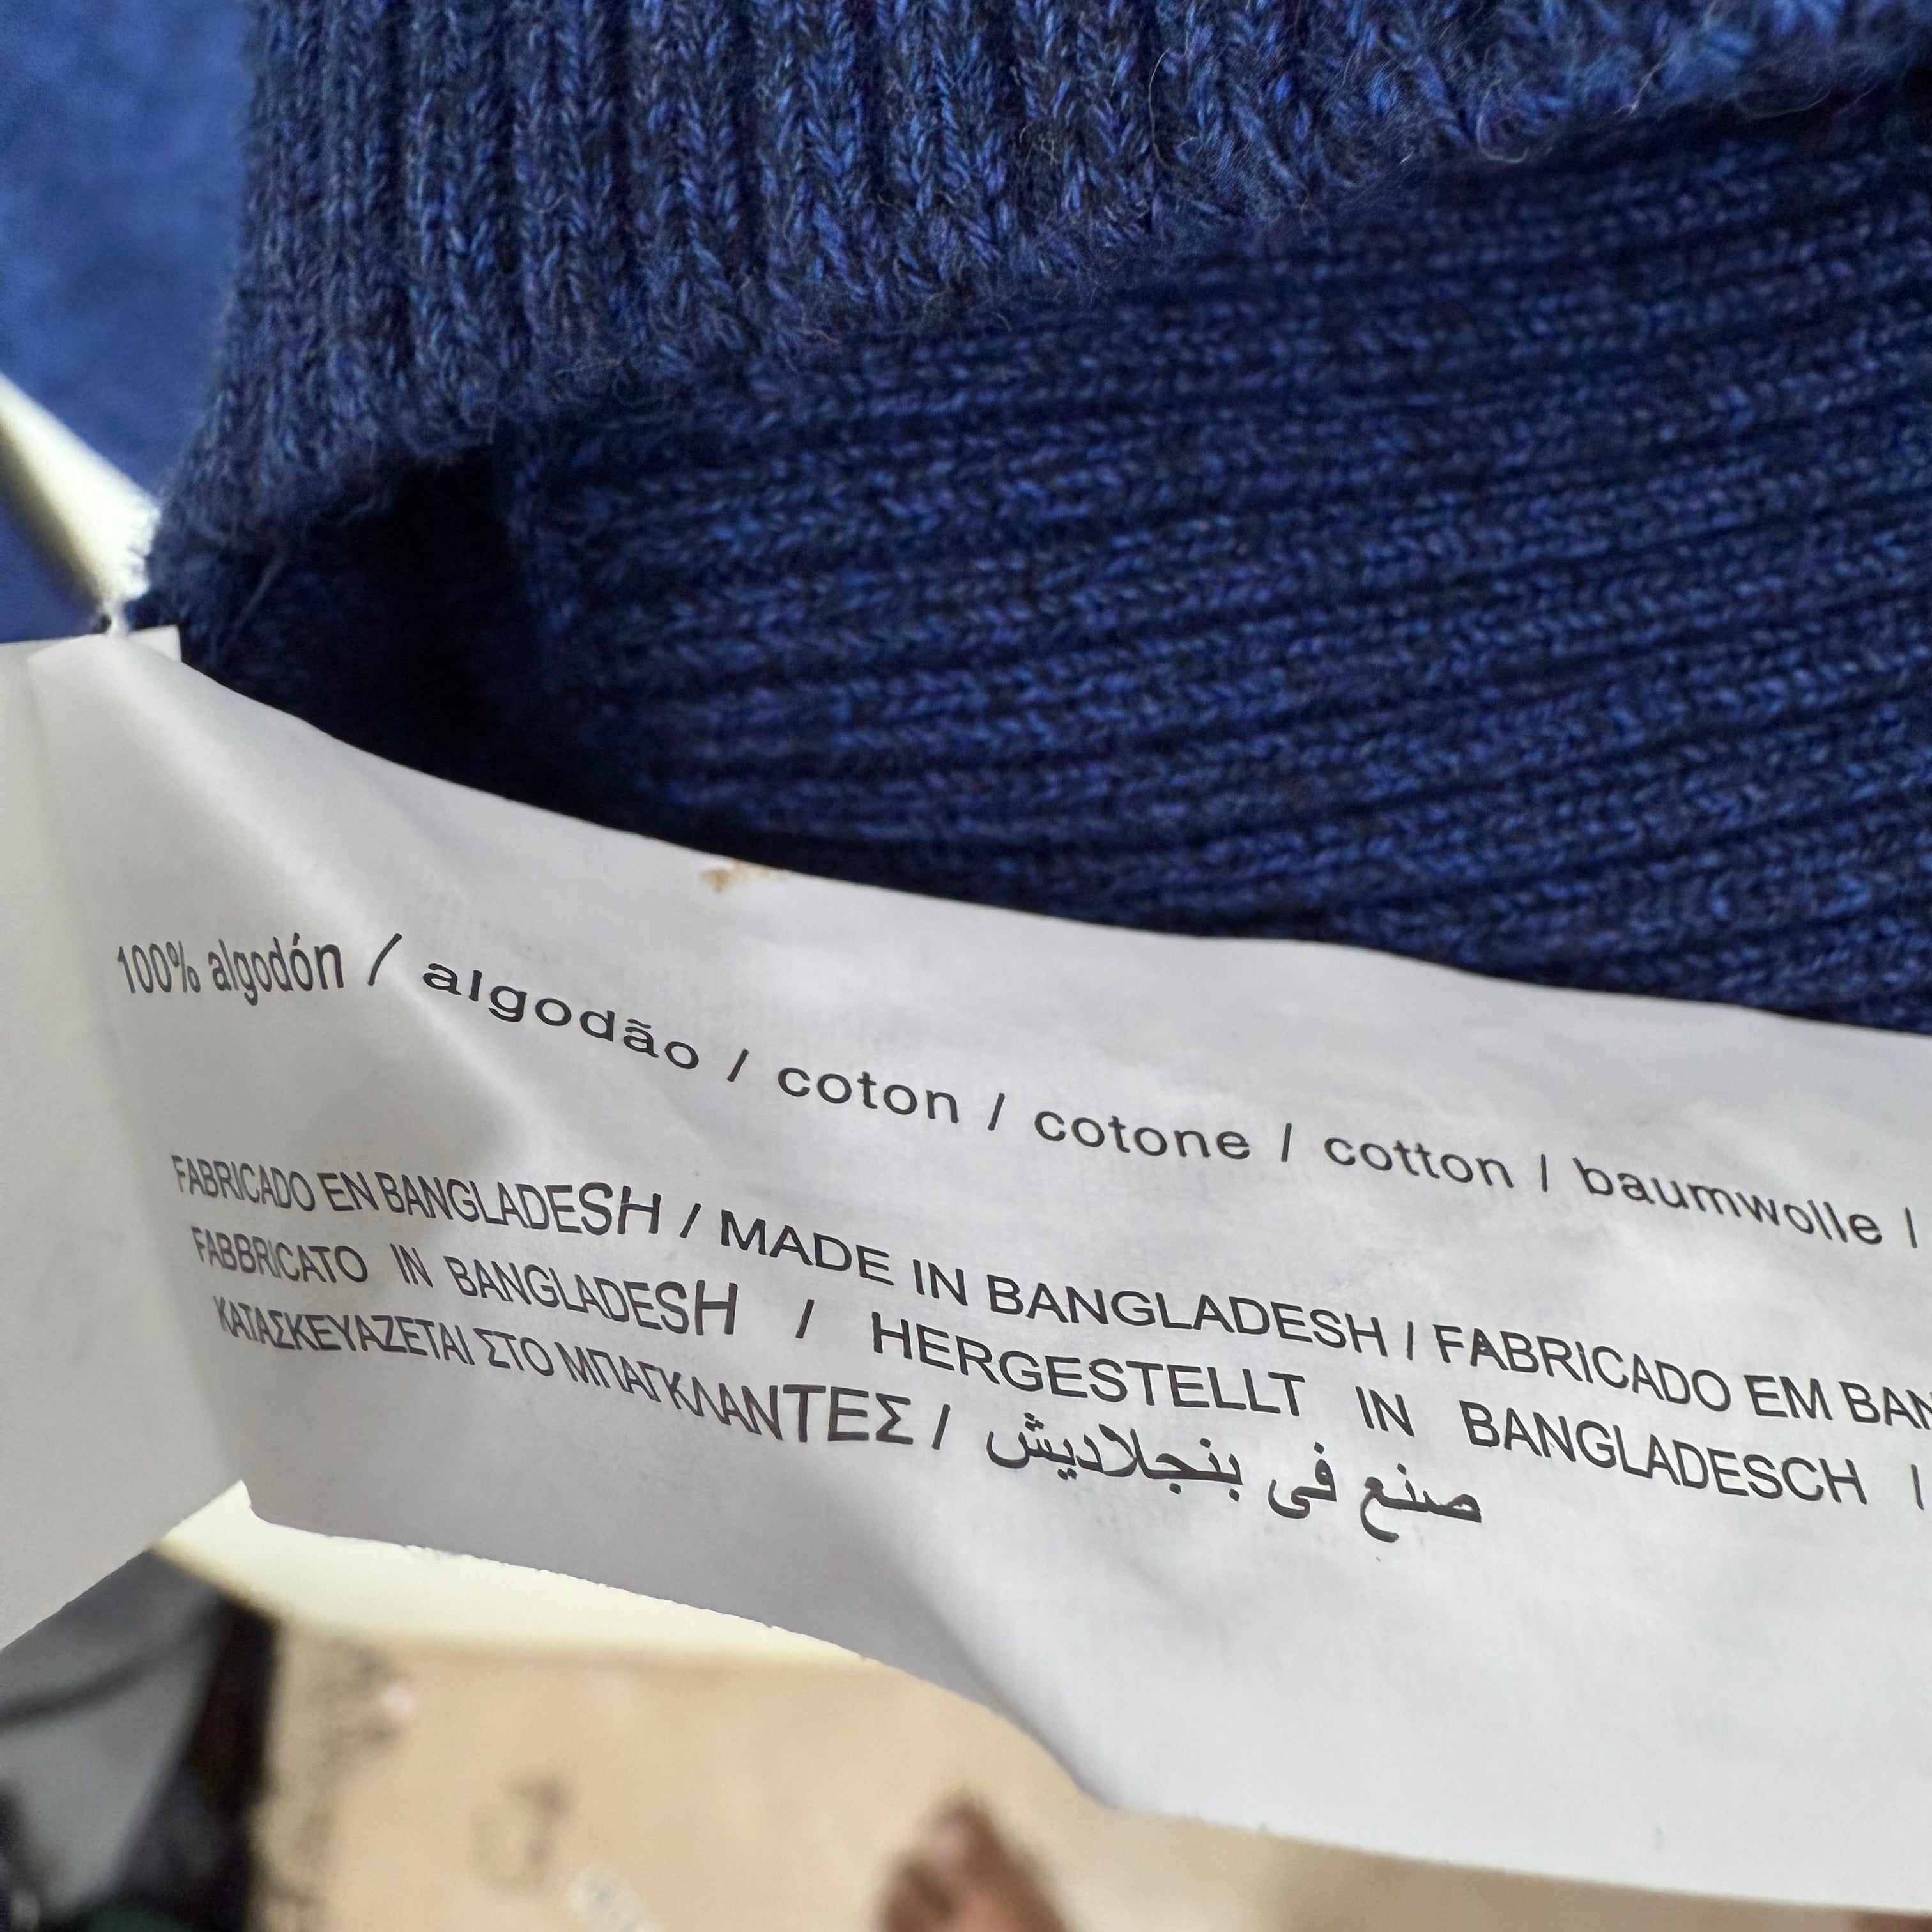 100% algodón / algodão / coton / cotone / cotton / baumwolle /
FABRICADO EN BANGLADESH / MADE IN BANGLADESH / FABRICADO EM BAN
FABBRICATO IN BANGLADESH / HERGESTELLT IN BANGLADESCH /
ΚΑΤΑΣΚΕΥΑΖΕΤΑΙ ΣΤΟ ΜΠΑΓΚΛΑΝΤΕΣ / صنع فى بنجلاديش